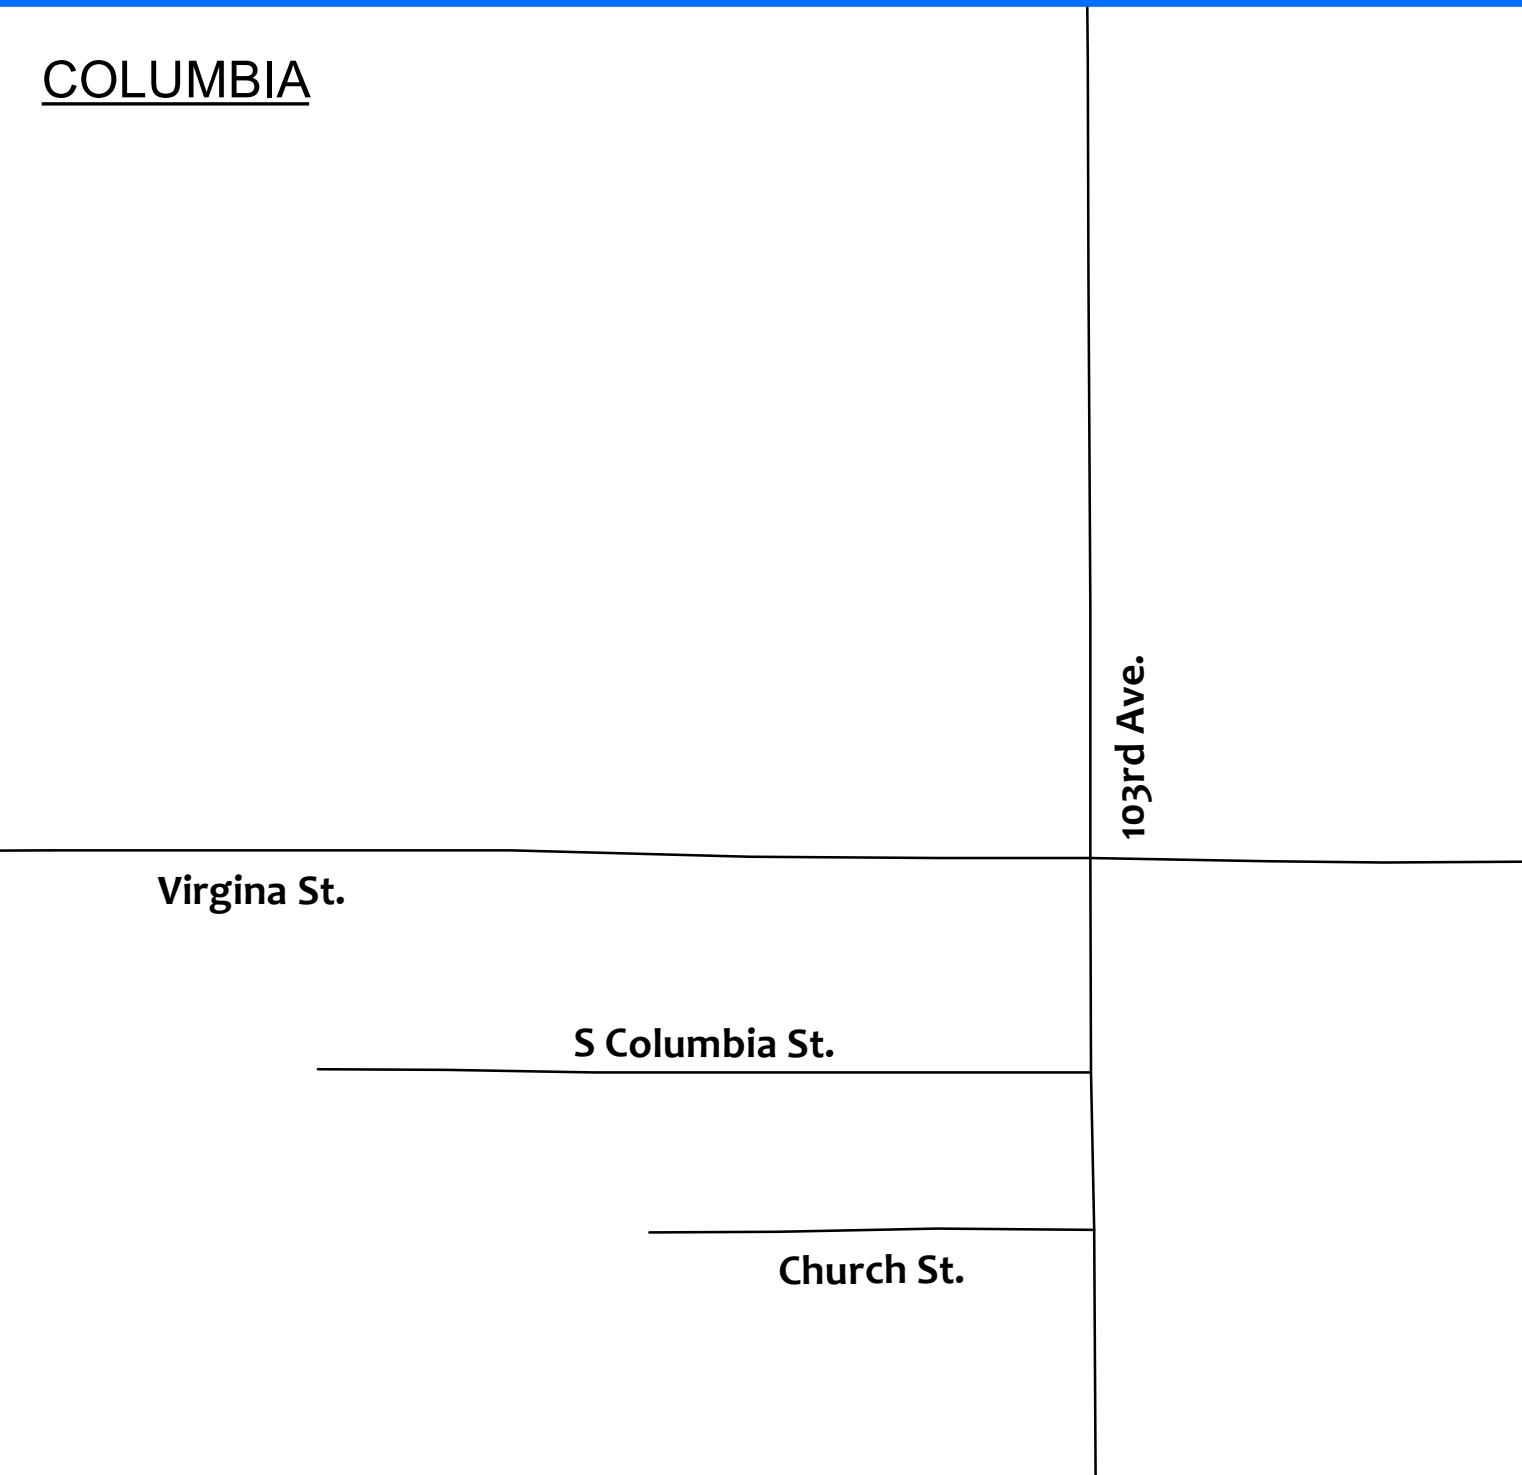 COLUMBIA
103rd Ave.
Virgina St.
S Columbia St.
Church St.